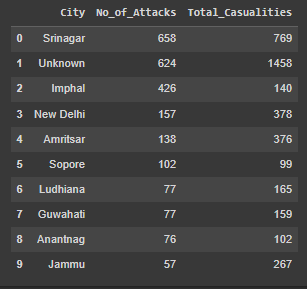 City No_of_Attacks Total_Casualities
0 Srinagar 658 769
1 Unknown 624 1458
2 Imphal 426 140
3 New Delhi 157 378
4 Amritsar 138 376
5 Sopore 102 99
6 Ludhiana 77 165
7 Guwahati 77 159
8 Anantnag 76 102
9 Jammu 57 267